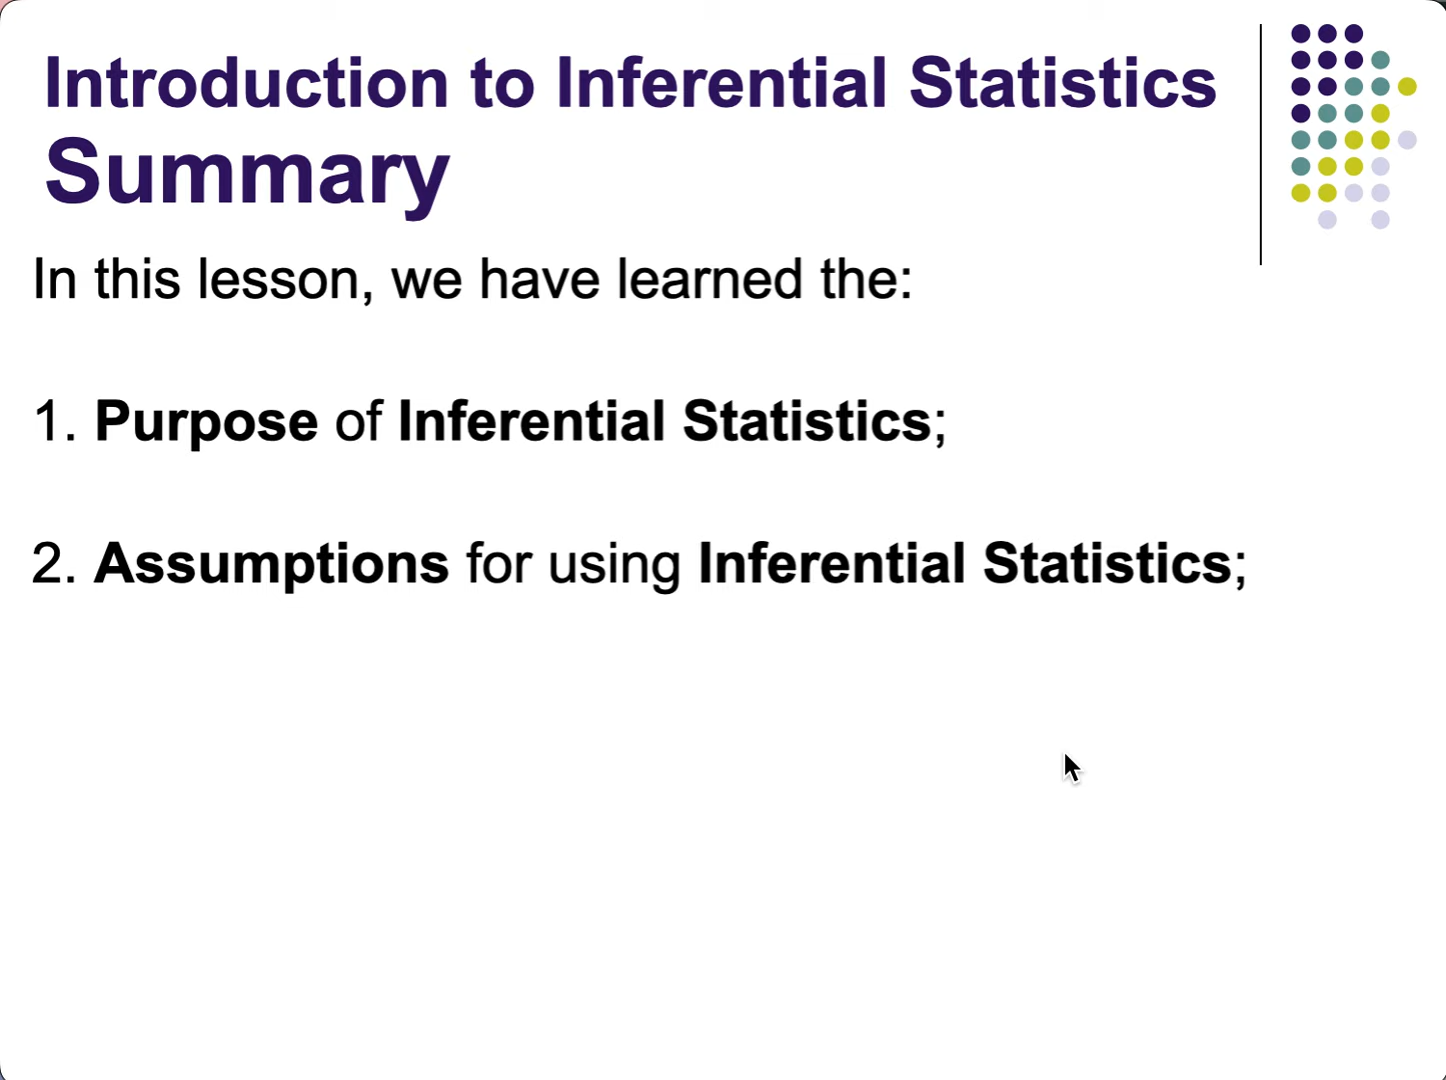 Introduction to Inferential Statistics
Summary
In this lesson, we have learned the:
1. Purpose of Inferential Statistics;
2. Assumptions for using Inferential Statistics;